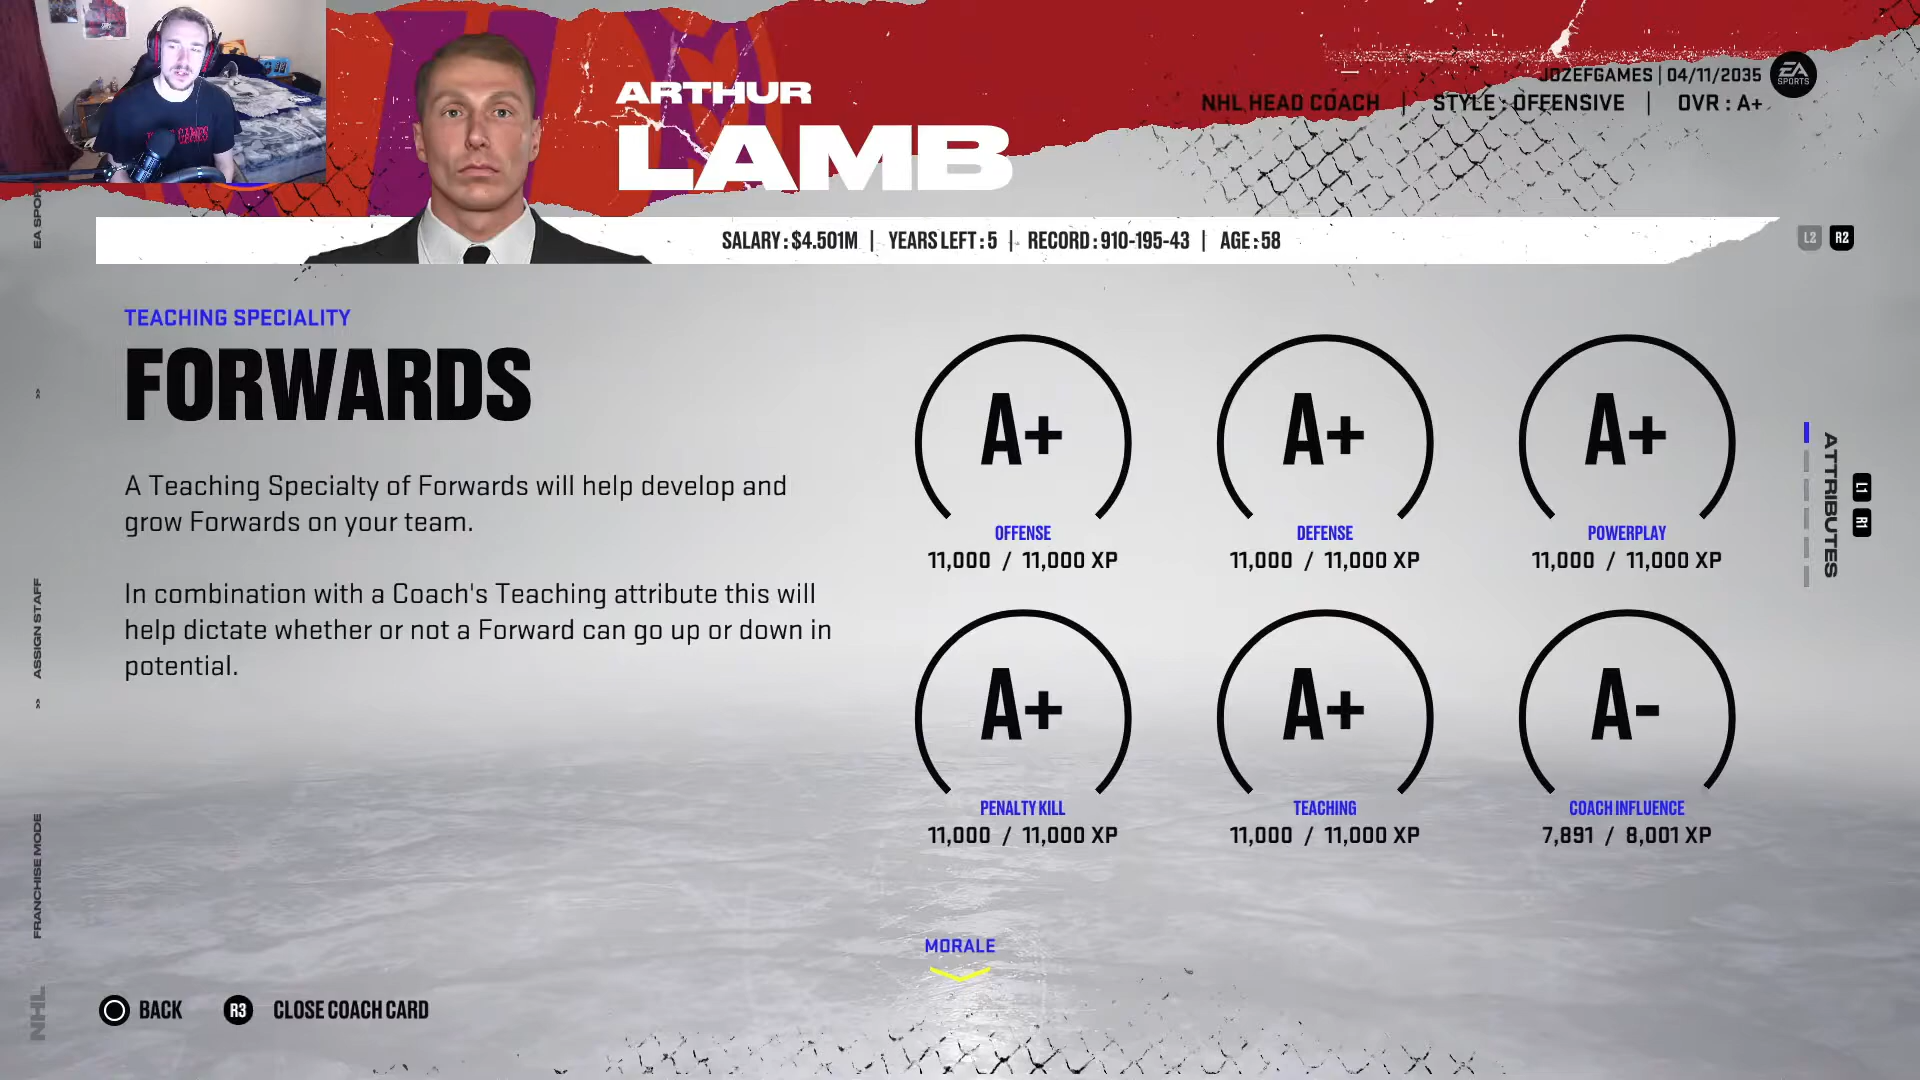 ARTHUR
LAMB
JOZEFGAMES | 04/11/2035
EA SPORTS
NHL HEAD COACH | STYLE : OFFENSIVE | OVR : A+
SALARY : $4.501M | YEARS LEFT : 5 | RECORD : 910-195-43 | AGE : 58
L2 R2
TEACHING SPECIALITY
FORWARDS
A Teaching Specialty of Forwards will help develop and
grow Forwards on your team.
In combination with a Coach's Teaching attribute this will
help dictate whether or not a Forward can go up or down in
potential.
A+
OFFENSE
11,000 / 11,000 XP
A+
DEFENSE
11,000 / 11,000 XP
A+
POWERPLAY
11,000 / 11,000 XP
A+
PENALTY KILL
11,000 / 11,000 XP
A+
TEACHING
11,000 / 11,000 XP
A-
COACH INFLUENCE
7,891 / 8,001 XP
ATTRIBUTES
L1
R1
MORALE
BACK
R3 CLOSE COACH CARD
NHL
FRANCHISE MODE
>>
ASSIGN STAFF
>>
EA SPOR